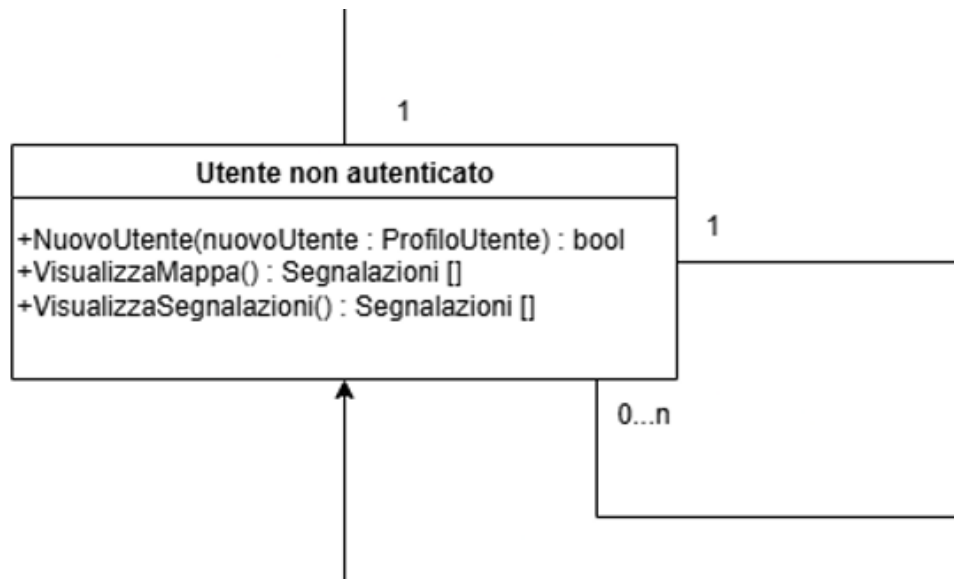 1
Utente non autenticato
+NuovoUtente(nuovoUtente : ProfiloUtente) : bool
1
+VisualizzaMappa() : Segnalazioni []
+VisualizzaSegnalazioni() : Segnalazioni []
0...n